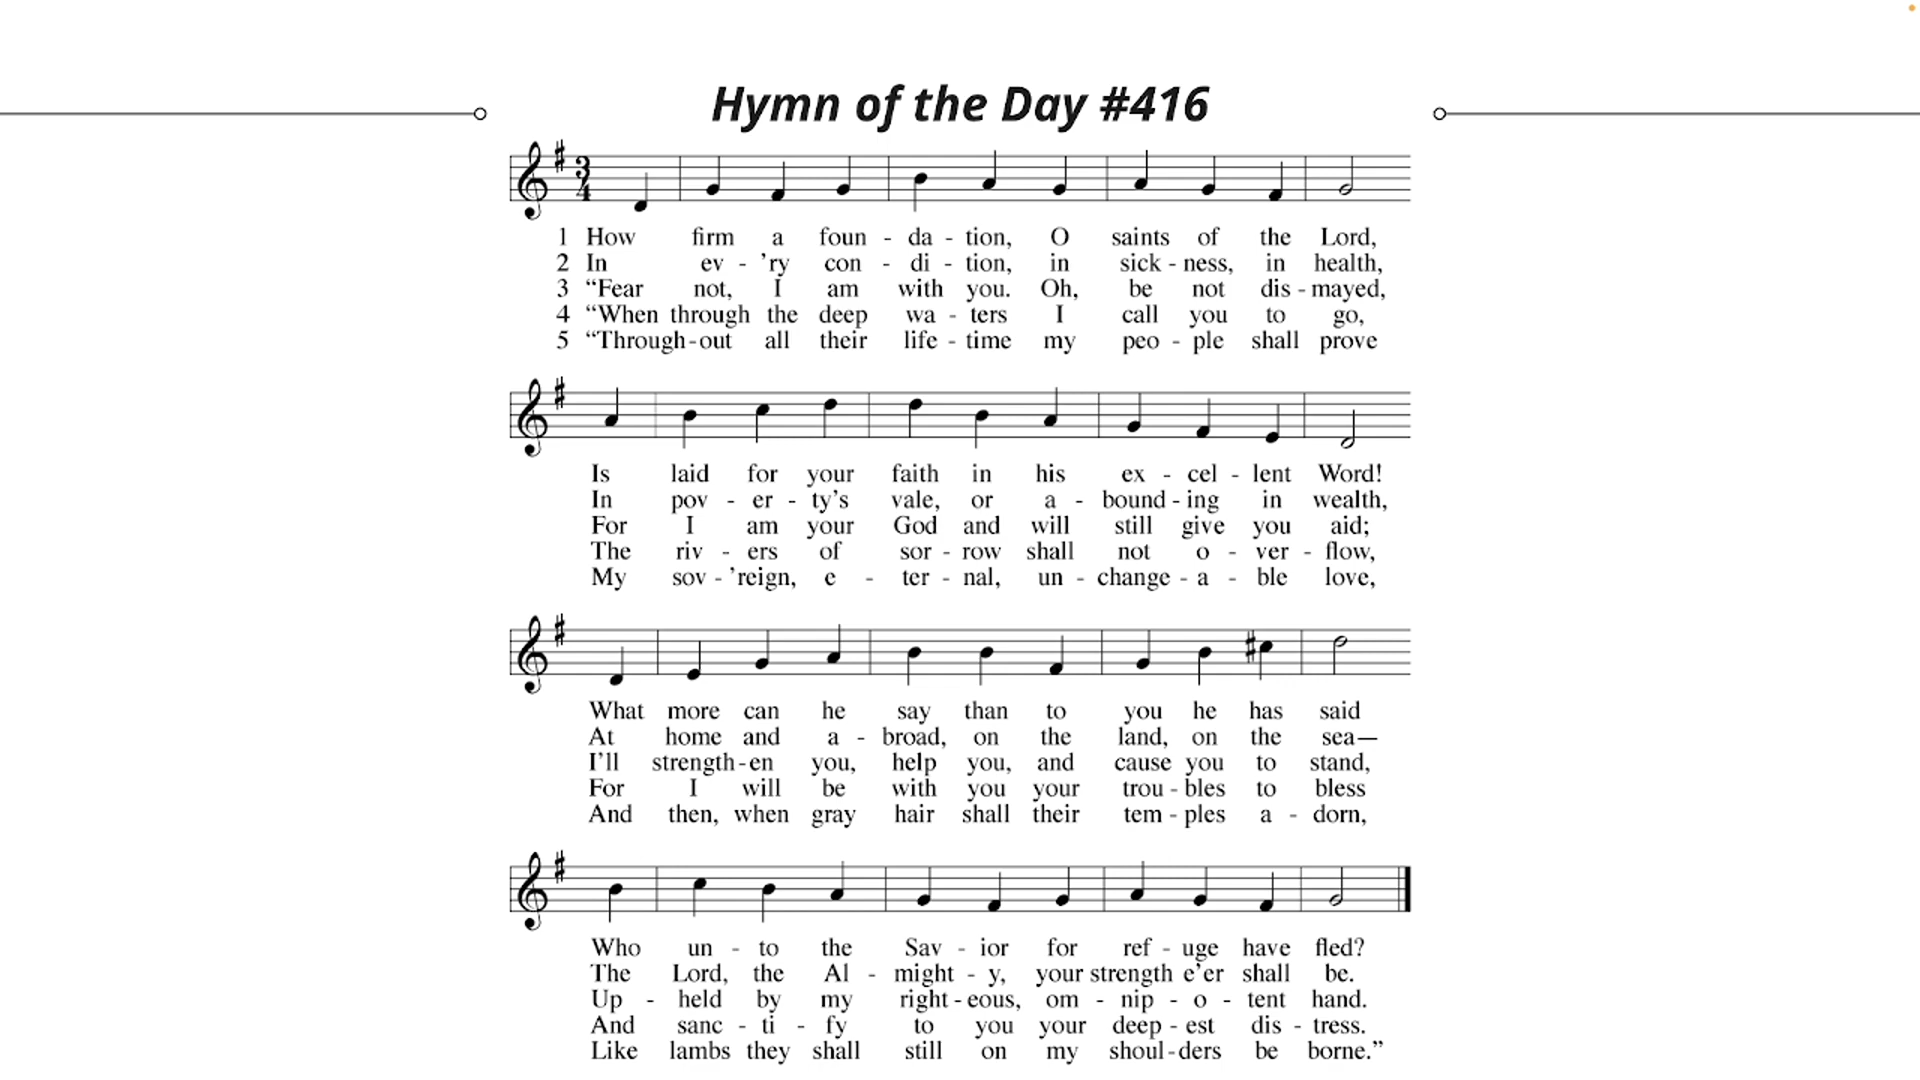 Hymn of the Day #416
3
4
1 How firm a foun - da - tion, O saints of the Lord,
2 In ev - ’ry con - di - tion, in sick - ness, in health,
3 “Fear not, I am with you. Oh, be not dis - mayed,
4 “When through the deep wa - ters I call you to go,
5 “Through - out all their life - time my peo - ple shall prove
Is laid for your faith in his ex - cel - lent Word!
In pov - er - ty’s vale, or a - bound - ing in wealth,
For I am your God and will still give you aid;
The riv - ers of sor - row shall not o - ver - flow,
My sov - ’reign, e - ter - nal, un - change - a - ble love,
What more can he say than to you he has said
At home and a - broad, on the land, on the sea—
I’ll strength - en you, help you, and cause you to stand,
For I will be with you your trou - bles to bless
And then, when gray hair shall their tem - ples a - dorn,
Who un - to the Sav - ior for ref - uge have fled?
The Lord, the Al - might - y, your strength e’er shall be.
Up - held by my right - eous, om - nip - o - tent hand.
And sanc - ti - fy to you your deep - est dis - tress.
Like lambs they shall still on my shoul - ders be borne.”